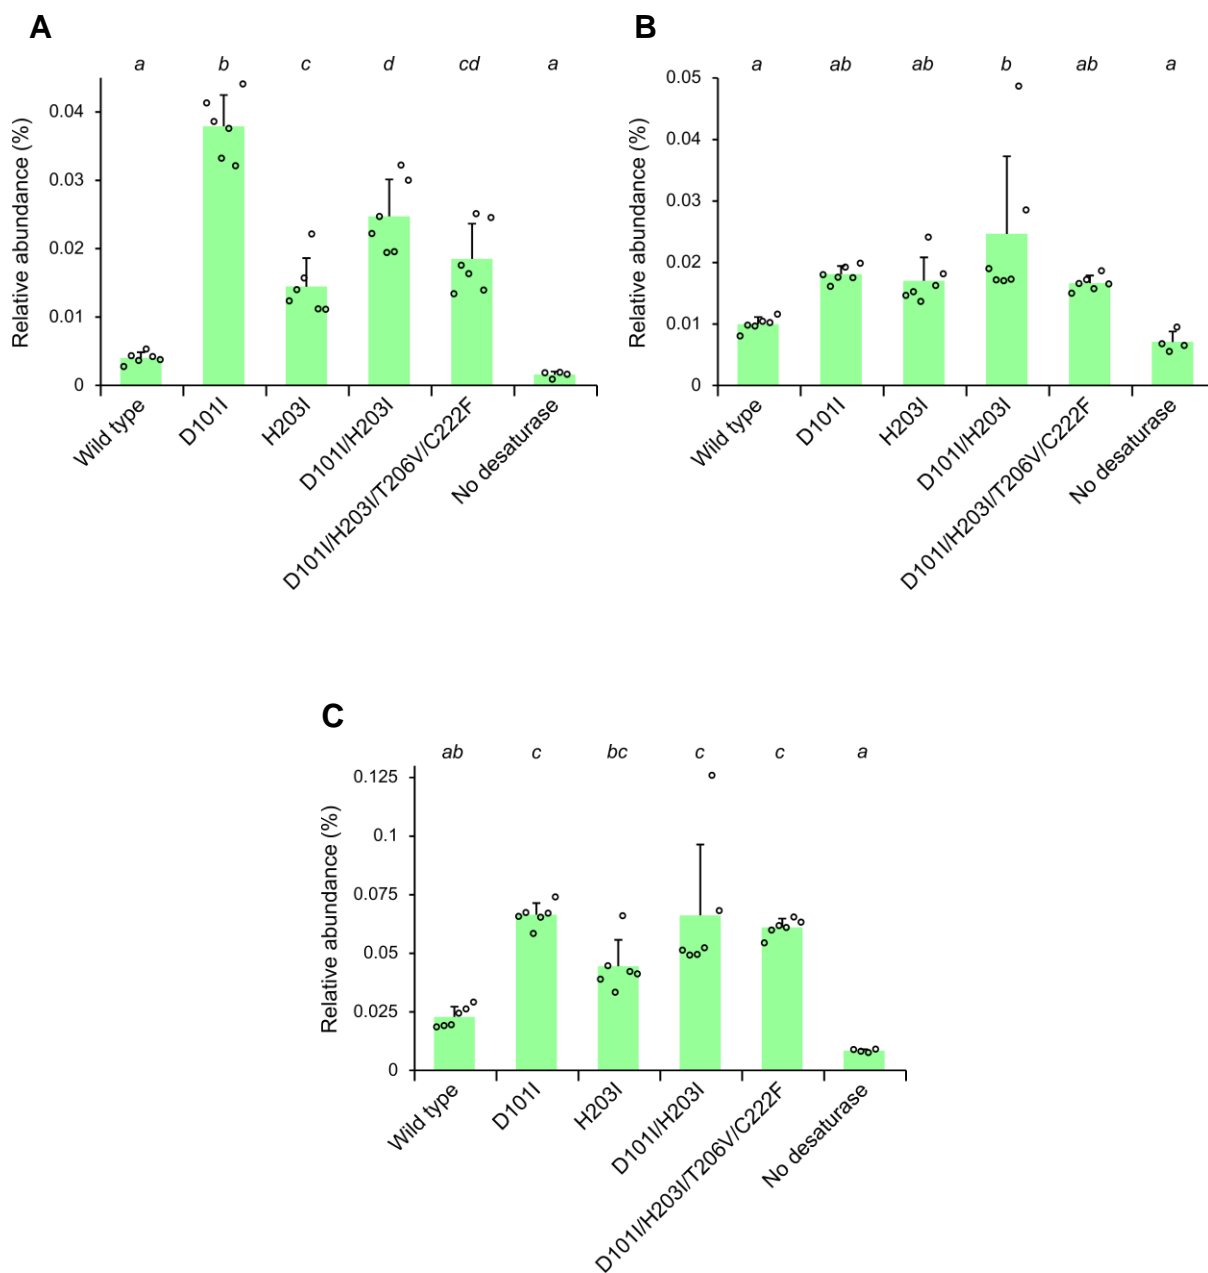 A
a b c d cd a
Relative abundance (%)
0.04
0.03
0.02
0.01
0
Wild type
D101I
H203I
D101I/H203I
D101I/H203I/T206V/C222F
No desaturase
B
a ab ab b ab a
Relative abundance (%)
0.05
0.04
0.03
0.02
0.01
0
Wild type
D101I
H203I
D101I/H203I
D101I/H203I/T206V/C222F
No desaturase
C
ab c bc c c a
Relative abundance (%)
0.125
0.1
0.075
0.05
0.025
0
Wild type
D101I
H203I
D101I/H203I
D101I/H203I/T206V/C222F
No desaturase